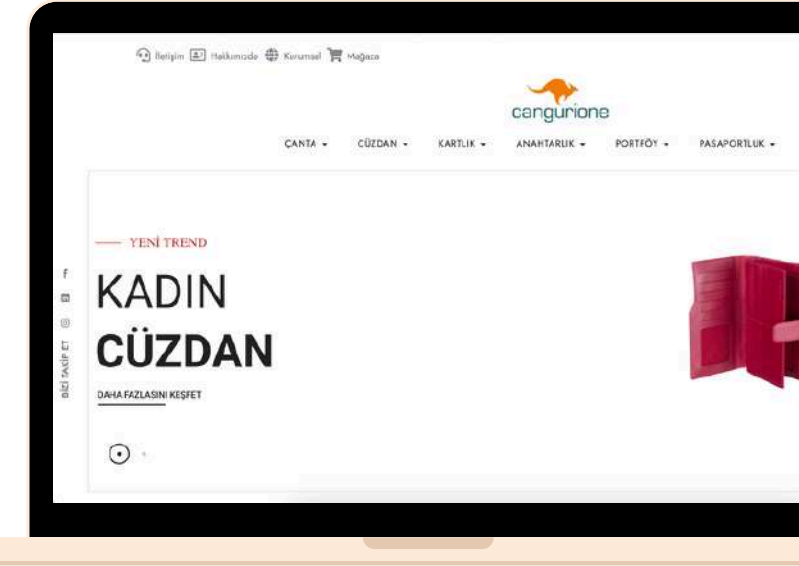 İletişim Hakkımızda Kurumsal Mağaza
cangurione
ÇANTA CÜZDAN KARTLIK ANAHTARLIK PORTFÖY PASAPORTLUK
YENİ TREND
KADIN
CÜZDAN
DAHA FAZLASINI KEŞFET
BİZİ TAKİP ET